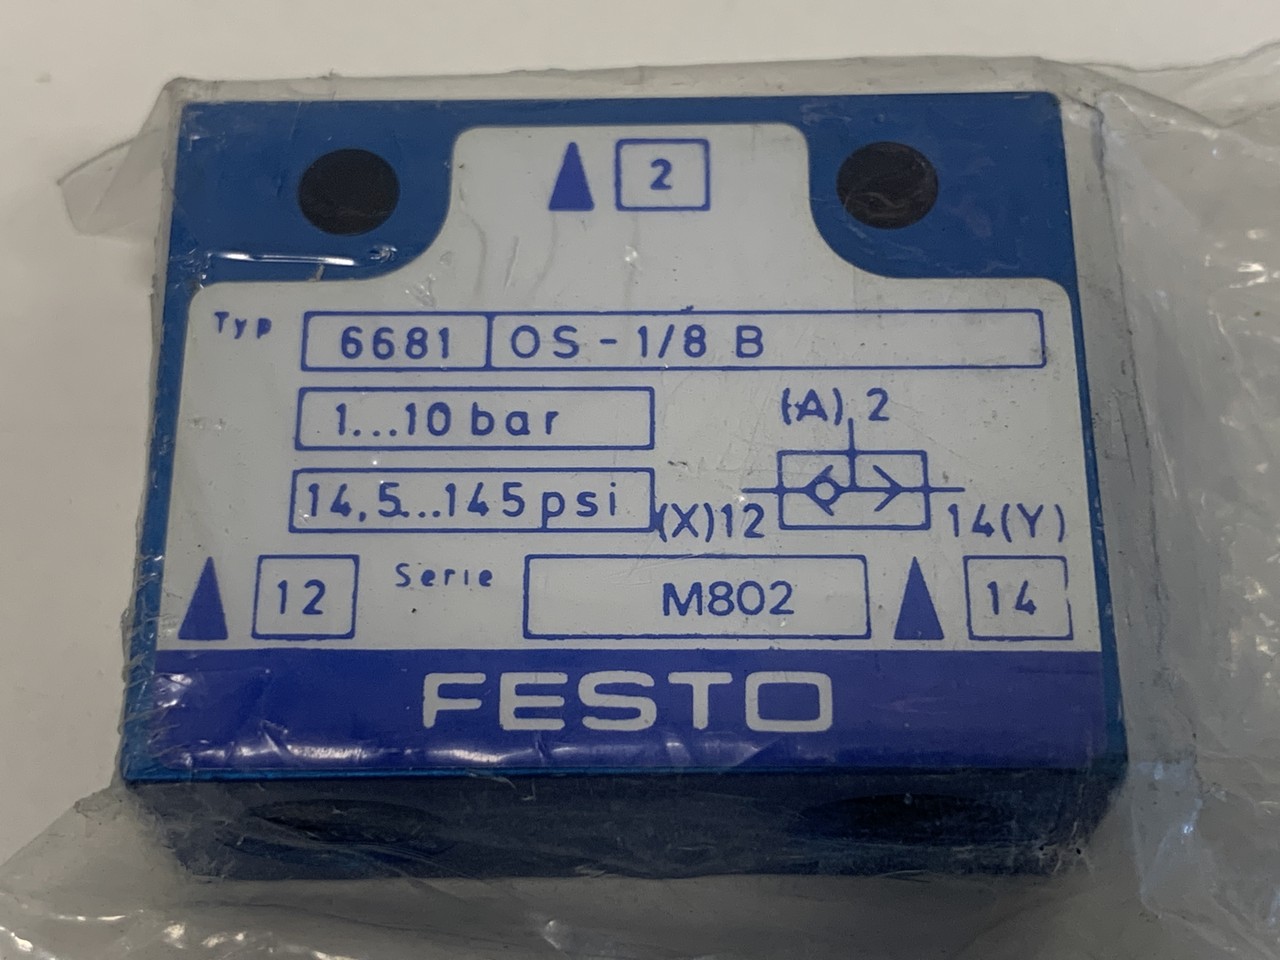 2
Typ 6681 OS - 1/8 B
1...10 bar
(A) 2
14,5...145 psi
(X) 12
14 (Y)
12
Serie M802
14
FESTO